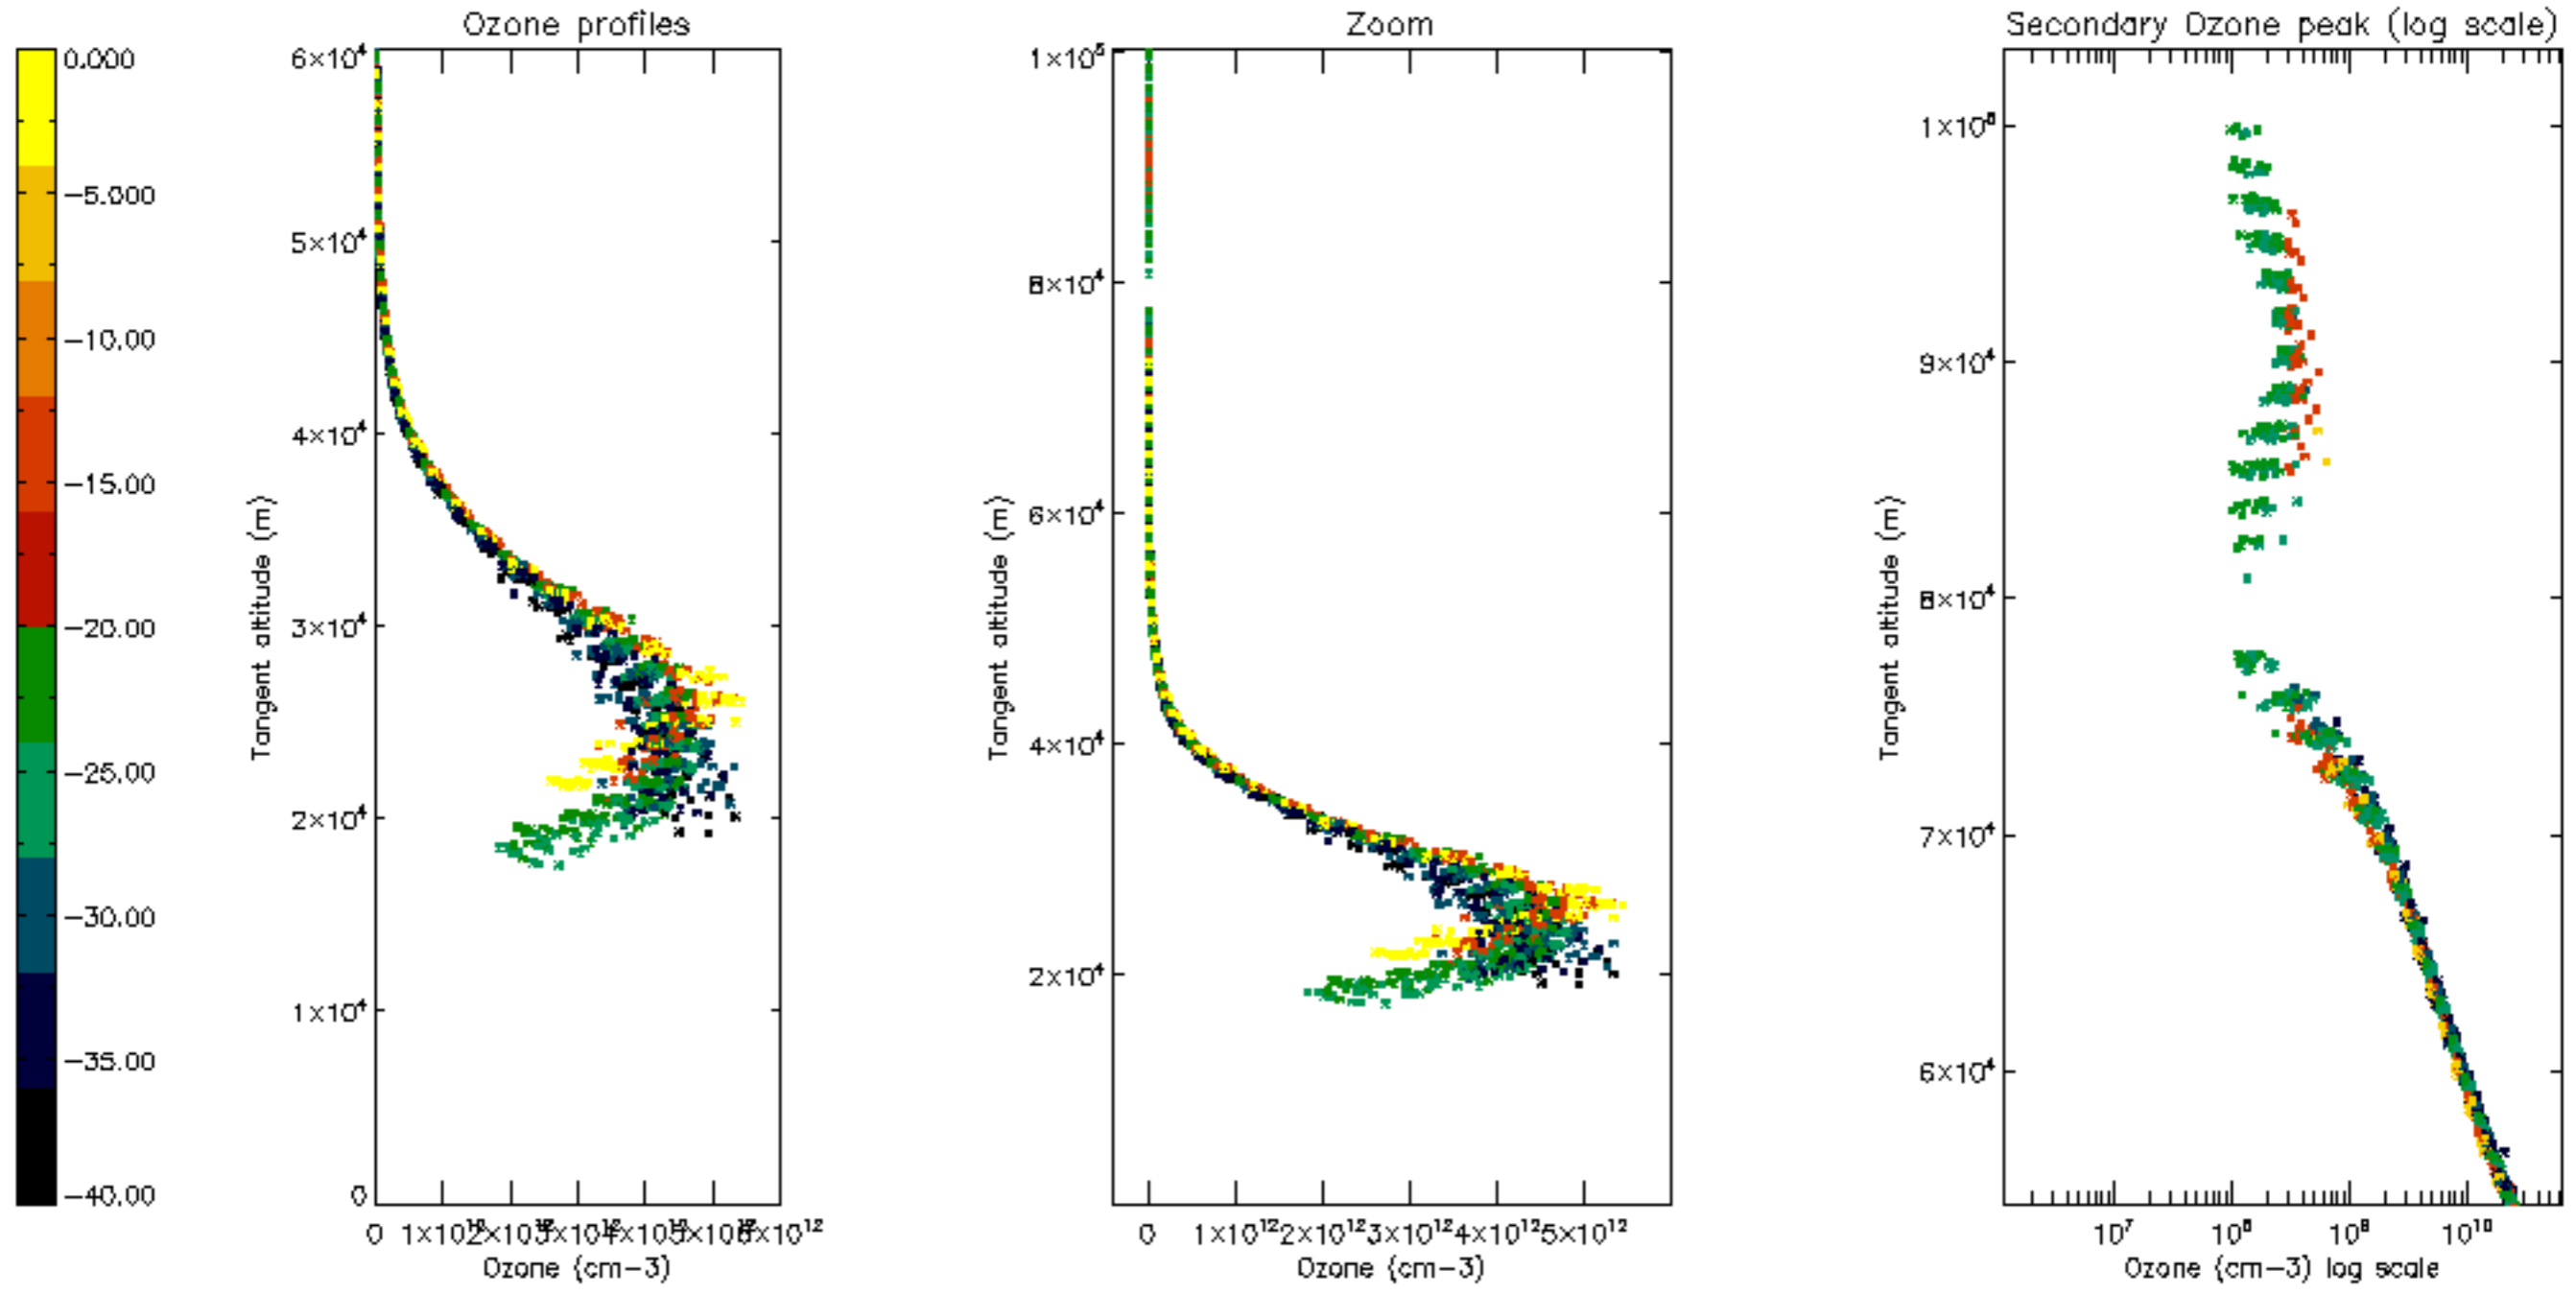 Ozone profiles
Zoom
Secondary Ozone peak (log scale)
0.000
−5.000
−10.00
−15.00
−20.00
−25.00
−30.00
−35.00
−40.00
6×10⁴
5×10⁴
4×10⁴
3×10⁴
2×10⁴
1×10⁴
0
Tangent altitude (m)
0
Ozone (cm−3)
1×10⁵
8×10⁴
6×10⁴
4×10⁴
2×10⁴
Tangent altitude (m)
0 1×10¹² 2×10¹² 3×10¹² 4×10¹² 5×10¹²
Ozone (cm−3)
1×10⁵
9×10⁴
8×10⁴
7×10⁴
6×10⁴
Tangent altitude (m)
10⁷ 10⁸ 10⁹ 10¹⁰
Ozone (cm−3) log scale